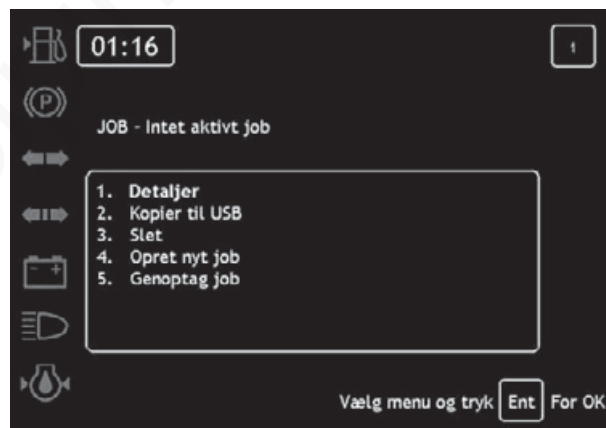 01:16
1
JOB - Intet aktivt job
1. Detaljer
2. Kopier til USB
3. Slet
4. Opret nyt job
5. Genoptag job
Vælg menu og tryk Ent For OK